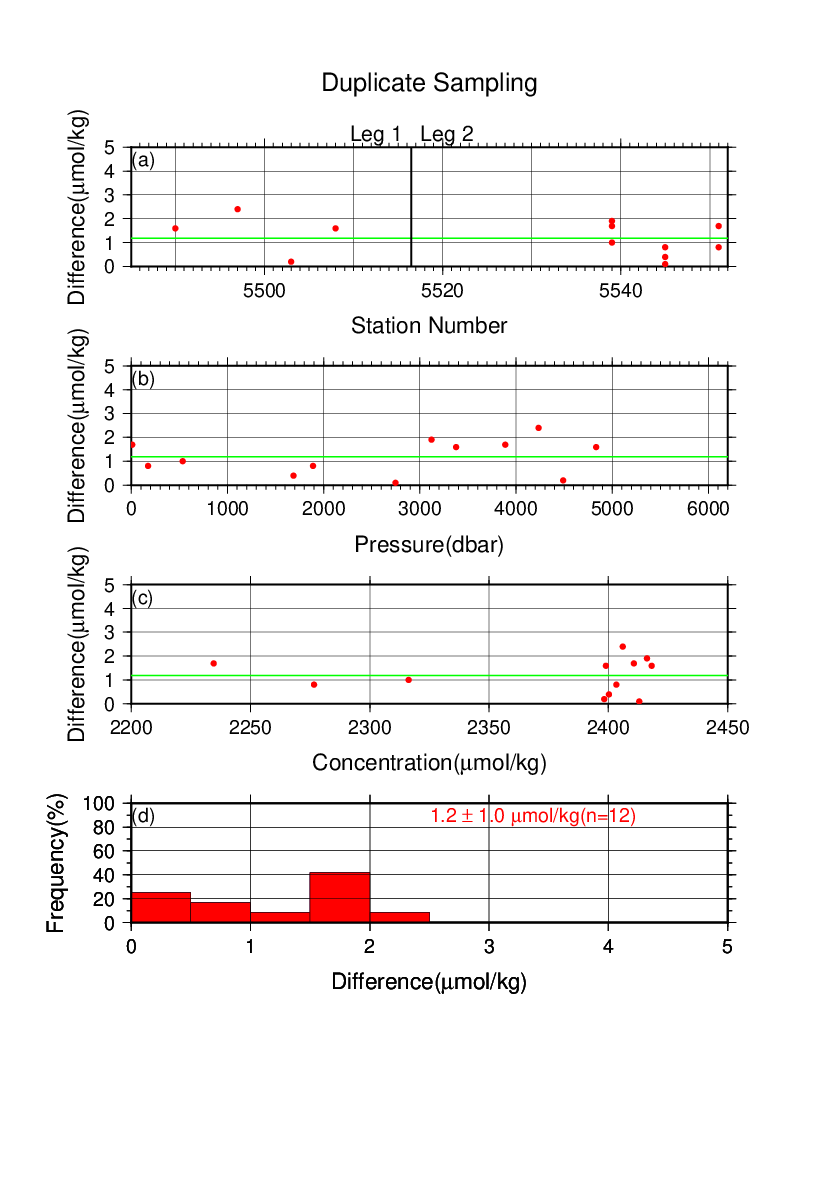 Duplicate Sampling
Leg 1 Leg 2
(a)
5
4
3
2
1
0
Difference(μmol/kg)
5500 5520 5540
Station Number
(b)
5
4
3
2
1
0
Difference(μmol/kg)
0 1000 2000 3000 4000 5000 6000
Pressure(dbar)
(c)
5
4
3
2
1
0
Difference(μmol/kg)
2200 2250 2300 2350 2400 2450
Concentration(μmol/kg)
(d)
1.2 ± 1.0 μmol/kg(n=12)
100
80
60
40
20
0
Frequency(%)
0 1 2 3 4 5
Difference(μmol/kg)